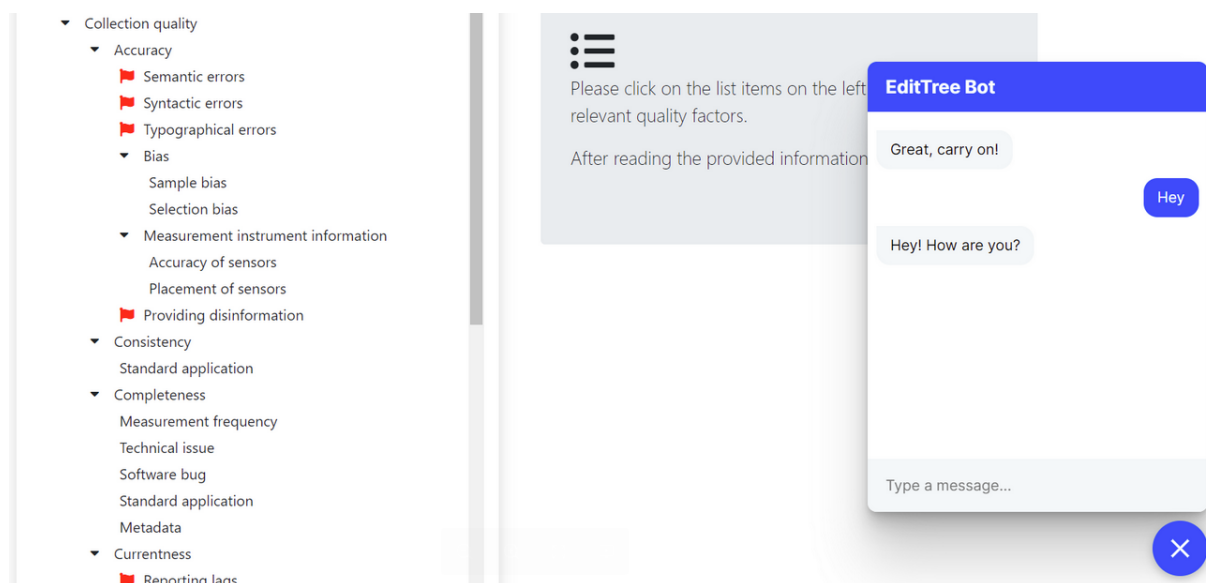 Collection quality
Accuracy
Semantic errors
Syntactic errors
Typographical errors
Bias
Sample bias
Selection bias
Measurement instrument information
Accuracy of sensors
Placement of sensors
Providing disinformation
Consistency
Standard application
Completeness
Measurement frequency
Technical issue
Software bug
Standard application
Metadata
Currentness
Reporting lags
Please click on the list items on the left
relevant quality factors.
After reading the provided information
EditTree Bot
Great, carry on!
Hey
Hey! How are you?
Type a message...